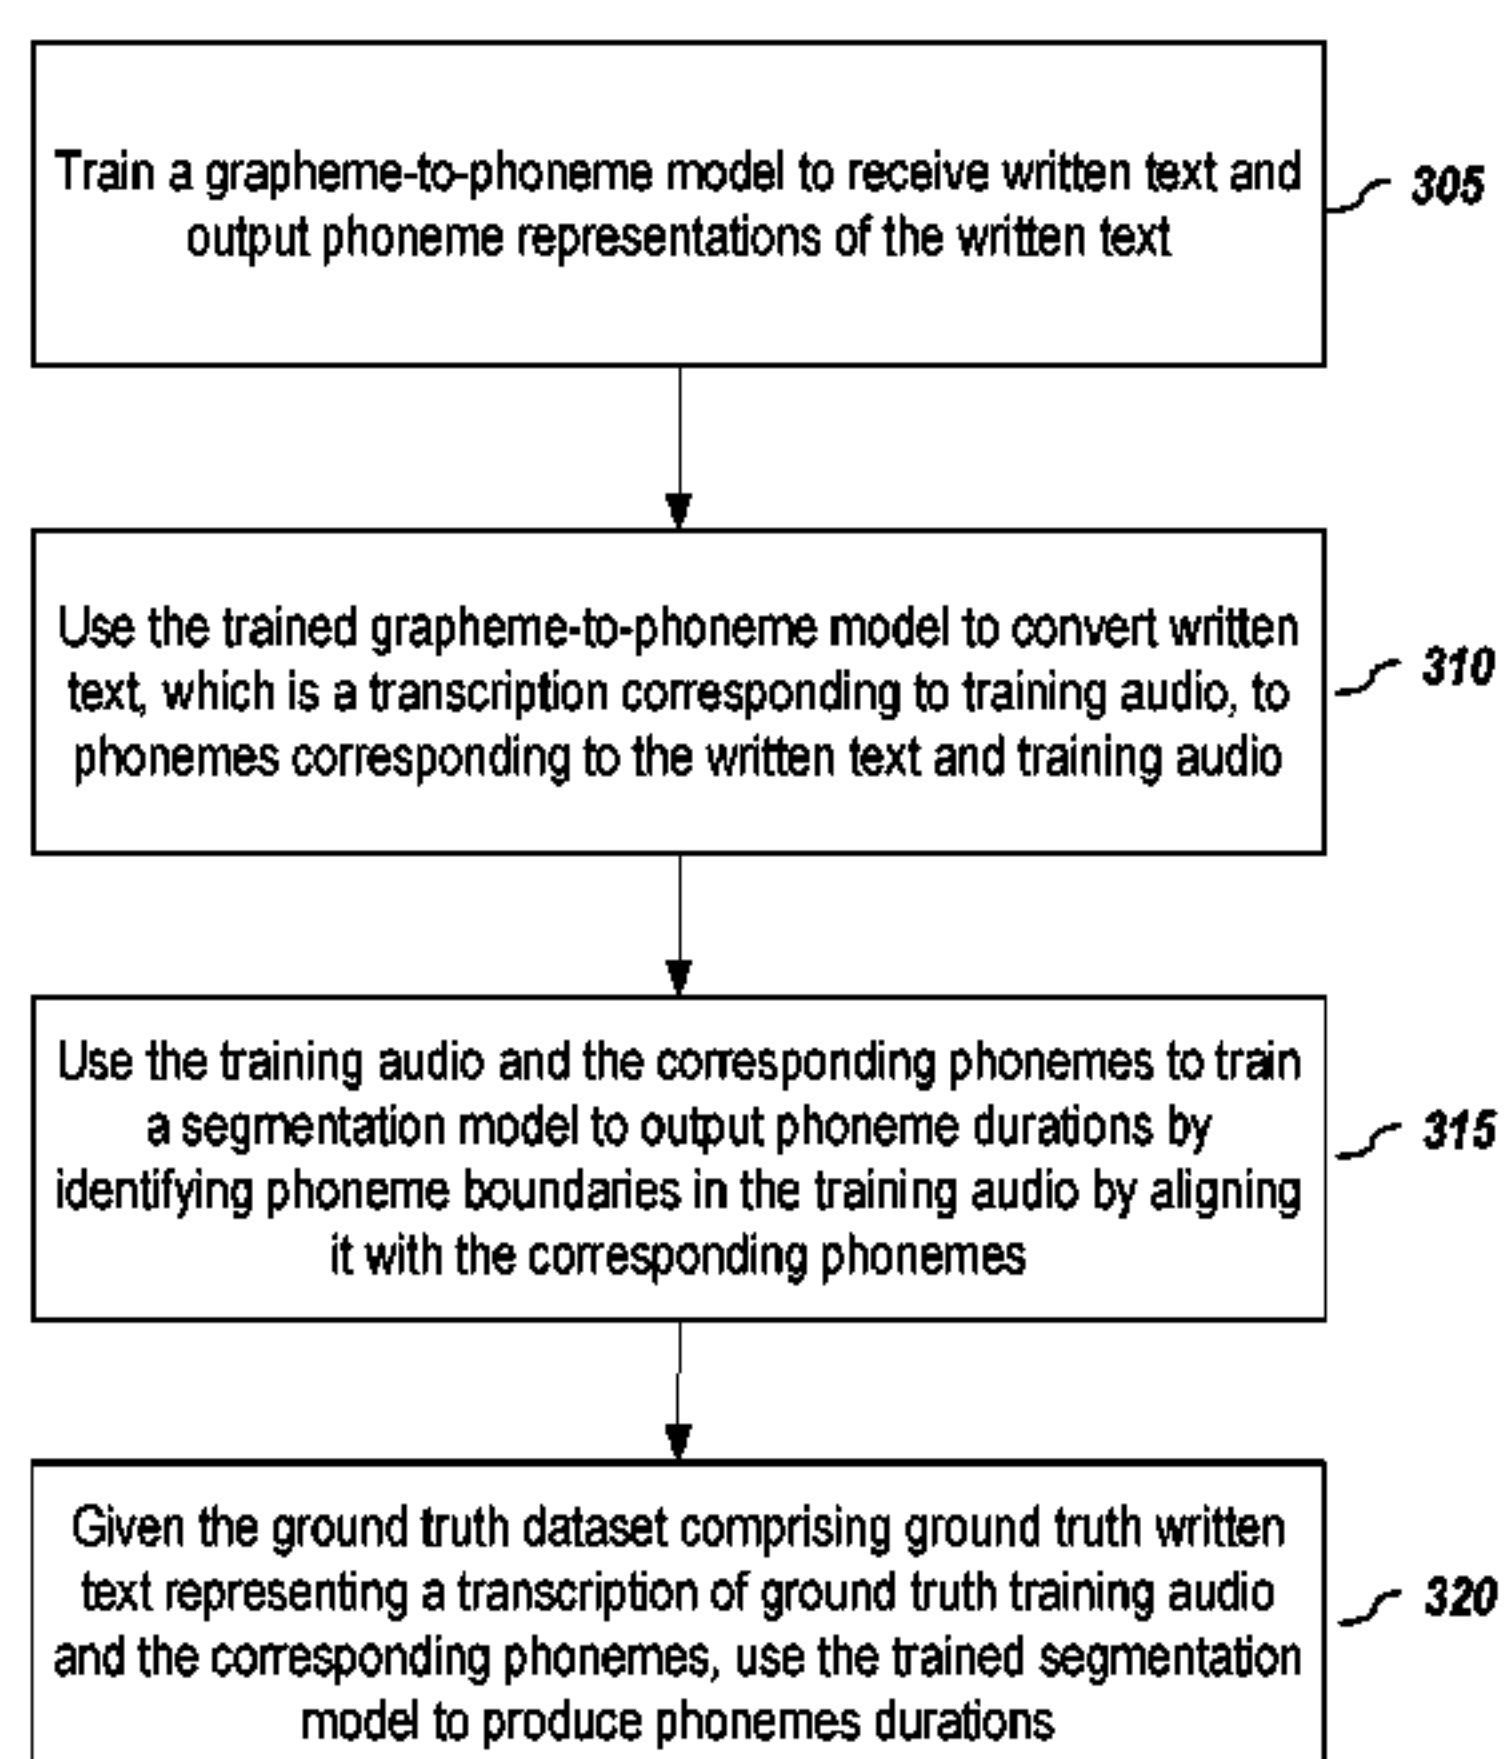 Train a grapheme-to-phoneme model to receive written text and
output phoneme representations of the written text
305
Use the trained grapheme-to-phoneme model to convert written
text, which is a transcription corresponding to training audio, to
phonemes corresponding to the written text and training audio
310
Use the training audio and the corresponding phonemes to train
a segmentation model to output phoneme durations by
identifying phoneme boundaries in the training audio by aligning
it with the corresponding phonemes
315
Given the ground truth dataset comprising ground truth written
text representing a transcription of ground truth training audio
and the corresponding phonemes, use the trained segmentation
model to produce phonemes durations
320